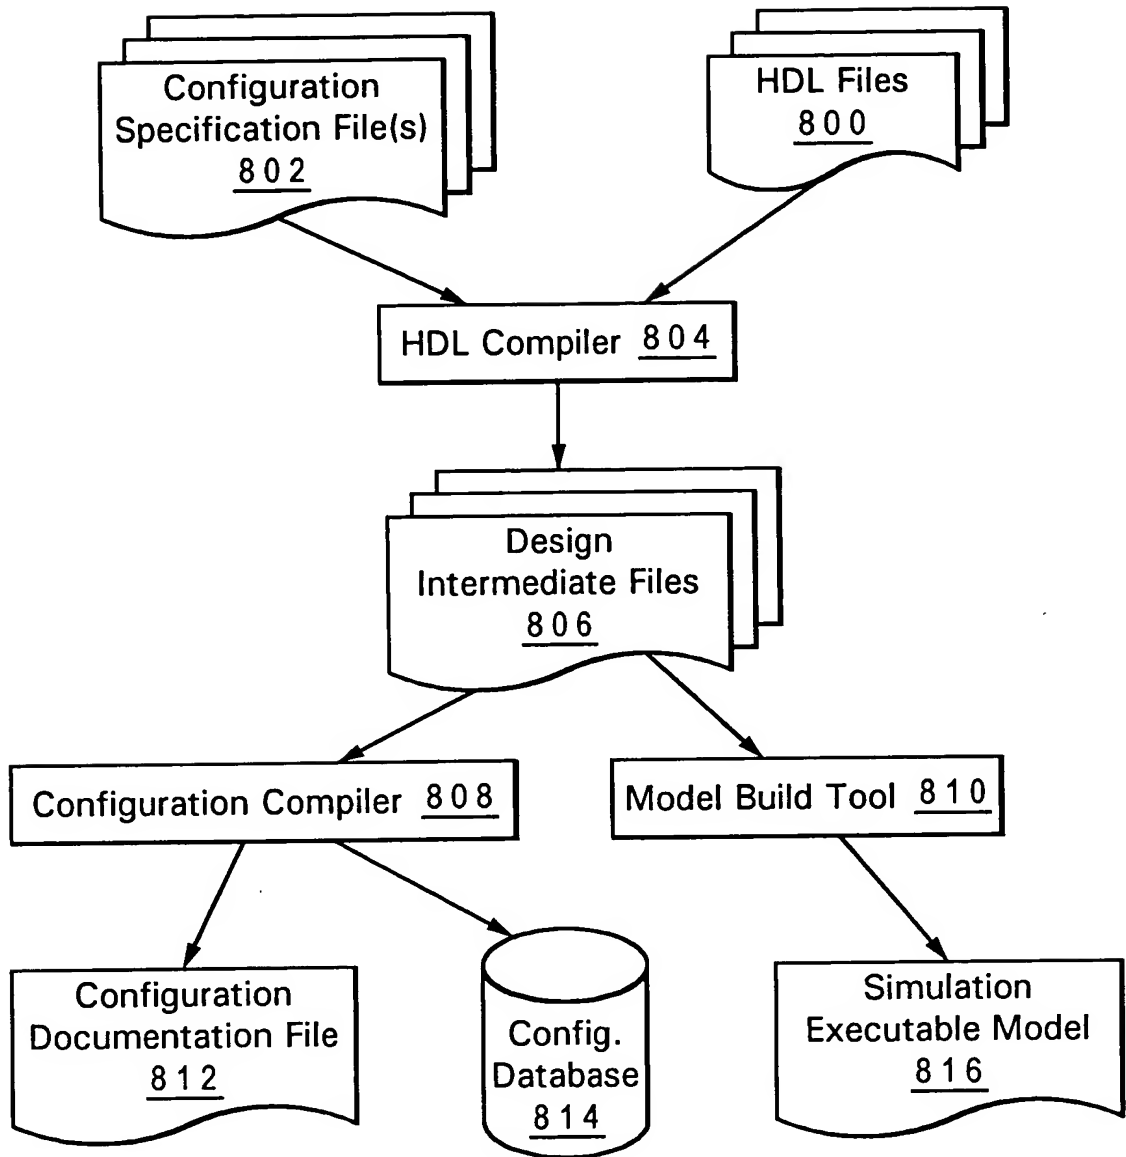 Configuration
Specification File(s)
802
HDL Files
800
HDL Compiler 804
Design
Intermediate Files
806
Configuration Compiler 808
Model Build Tool 810
Configuration
Documentation File
812
Config.
Database
814
Simulation
Executable Model
816